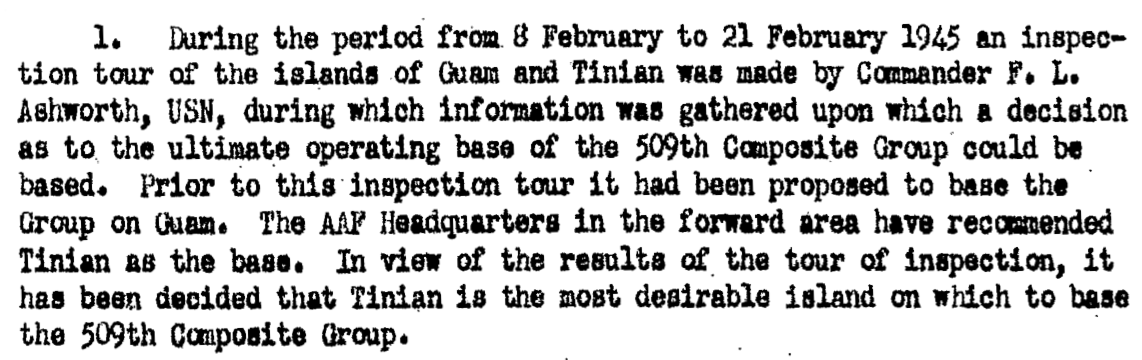 1. During the period from 8 February to 21 February 1945 an inspec-
tion tour of the islands of Guam and Tinian was made by Commander F. L.
Ashworth, USN, during which information was gathered upon which a decision
as to the ultimate operating base of the 509th Composite Group could be
based. Prior to this inspection tour it had been proposed to base the
Group on Guam. The AAF Headquarters in the forward area have recommended
Tinian as the base. In view of the results of the tour of inspection, it
has been decided that Tinian is the most desirable island on which to base
the 509th Composite Group.